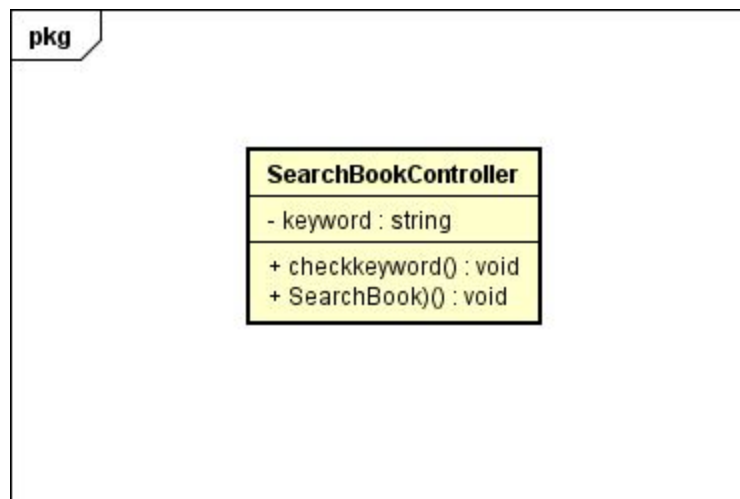 pkg
SearchBookController
- keyword : string
+ checkkeyword() : void
+ SearchBook)() : void